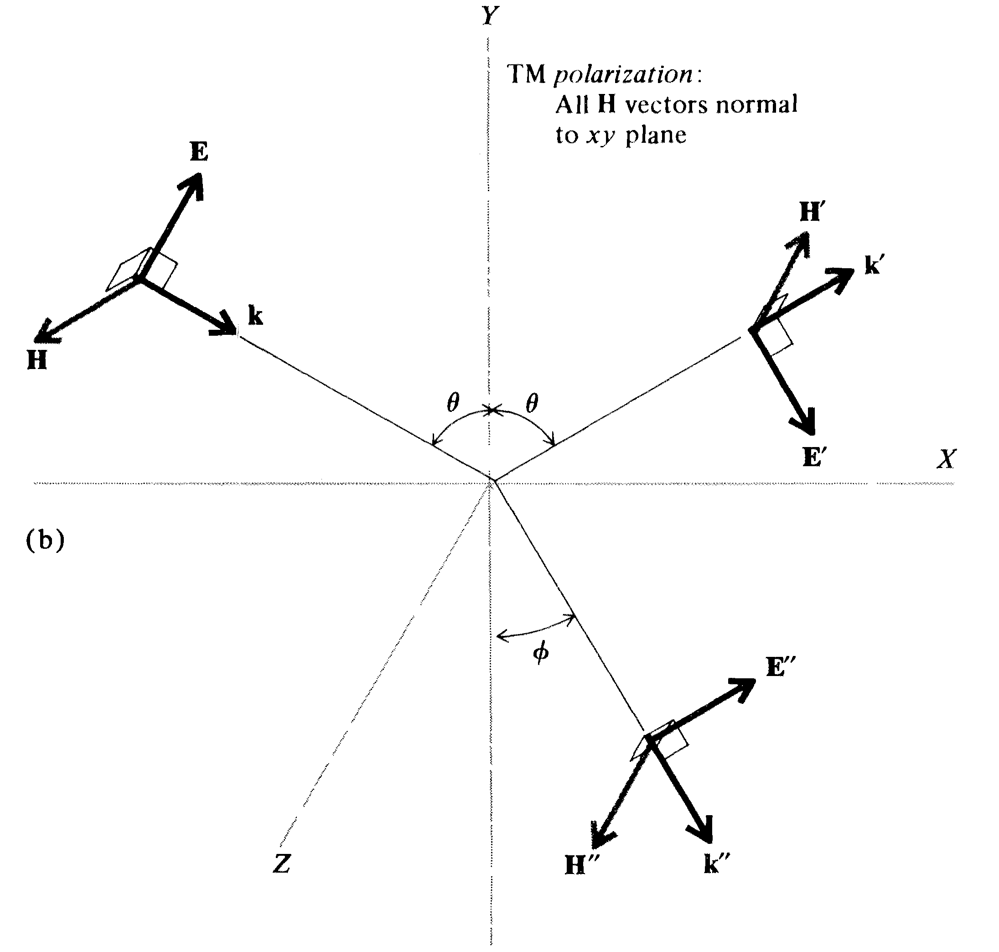 Y
TM polarization:
All H vectors normal
to xy plane
E
H′
k′
k
H
θ θ
E′
X
(b)
ϕ
E″
Z
H″ k″